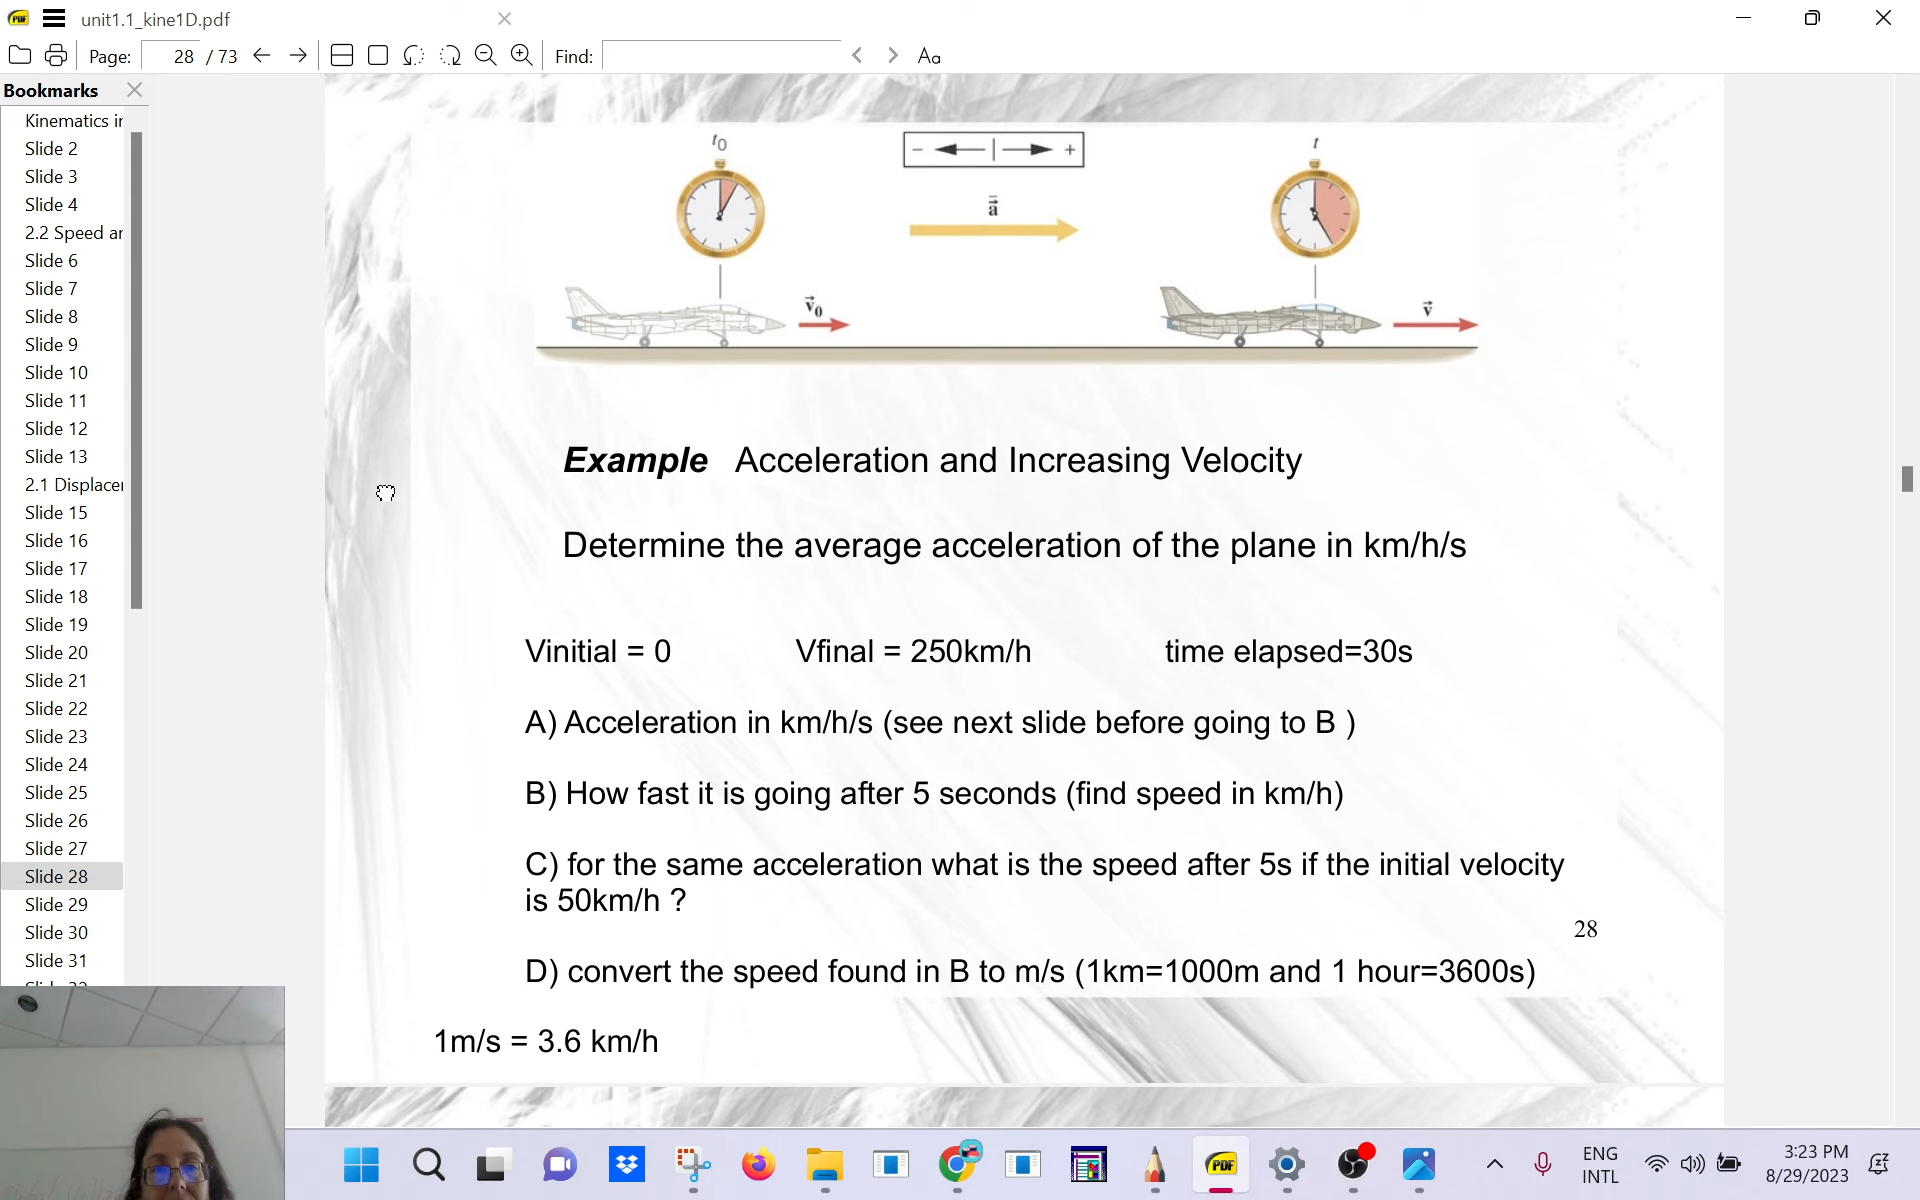 unit1.1_kine1D.pdf
Page: 28 / 73 Find: Aa
Bookmarks
Kinematics ir
Slide 2
Slide 3
Slide 4
2.2 Speed ar
Slide 6
Slide 7
Slide 8
Slide 9
Slide 10
Slide 11
Slide 12
Slide 13
2.1 Displacer
Slide 15
Slide 16
Slide 17
Slide 18
Slide 19
Slide 20
Slide 21
Slide 22
Slide 23
Slide 24
Slide 25
Slide 26
Slide 27
Slide 28
Slide 29
Slide 30
Slide 31
t0
− | +
t
a
v0
v
Example Acceleration and Increasing Velocity
Determine the average acceleration of the plane in km/h/s
Vinitial = 0 Vfinal = 250km/h time elapsed=30s
A) Acceleration in km/h/s (see next slide before going to B )
B) How fast it is going after 5 seconds (find speed in km/h)
C) for the same acceleration what is the speed after 5s if the initial velocity
is 50km/h ?
28
D) convert the speed found in B to m/s (1km=1000m and 1 hour=3600s)
1m/s = 3.6 km/h
PDF
ENG
INTL
3:23 PM
8/29/2023